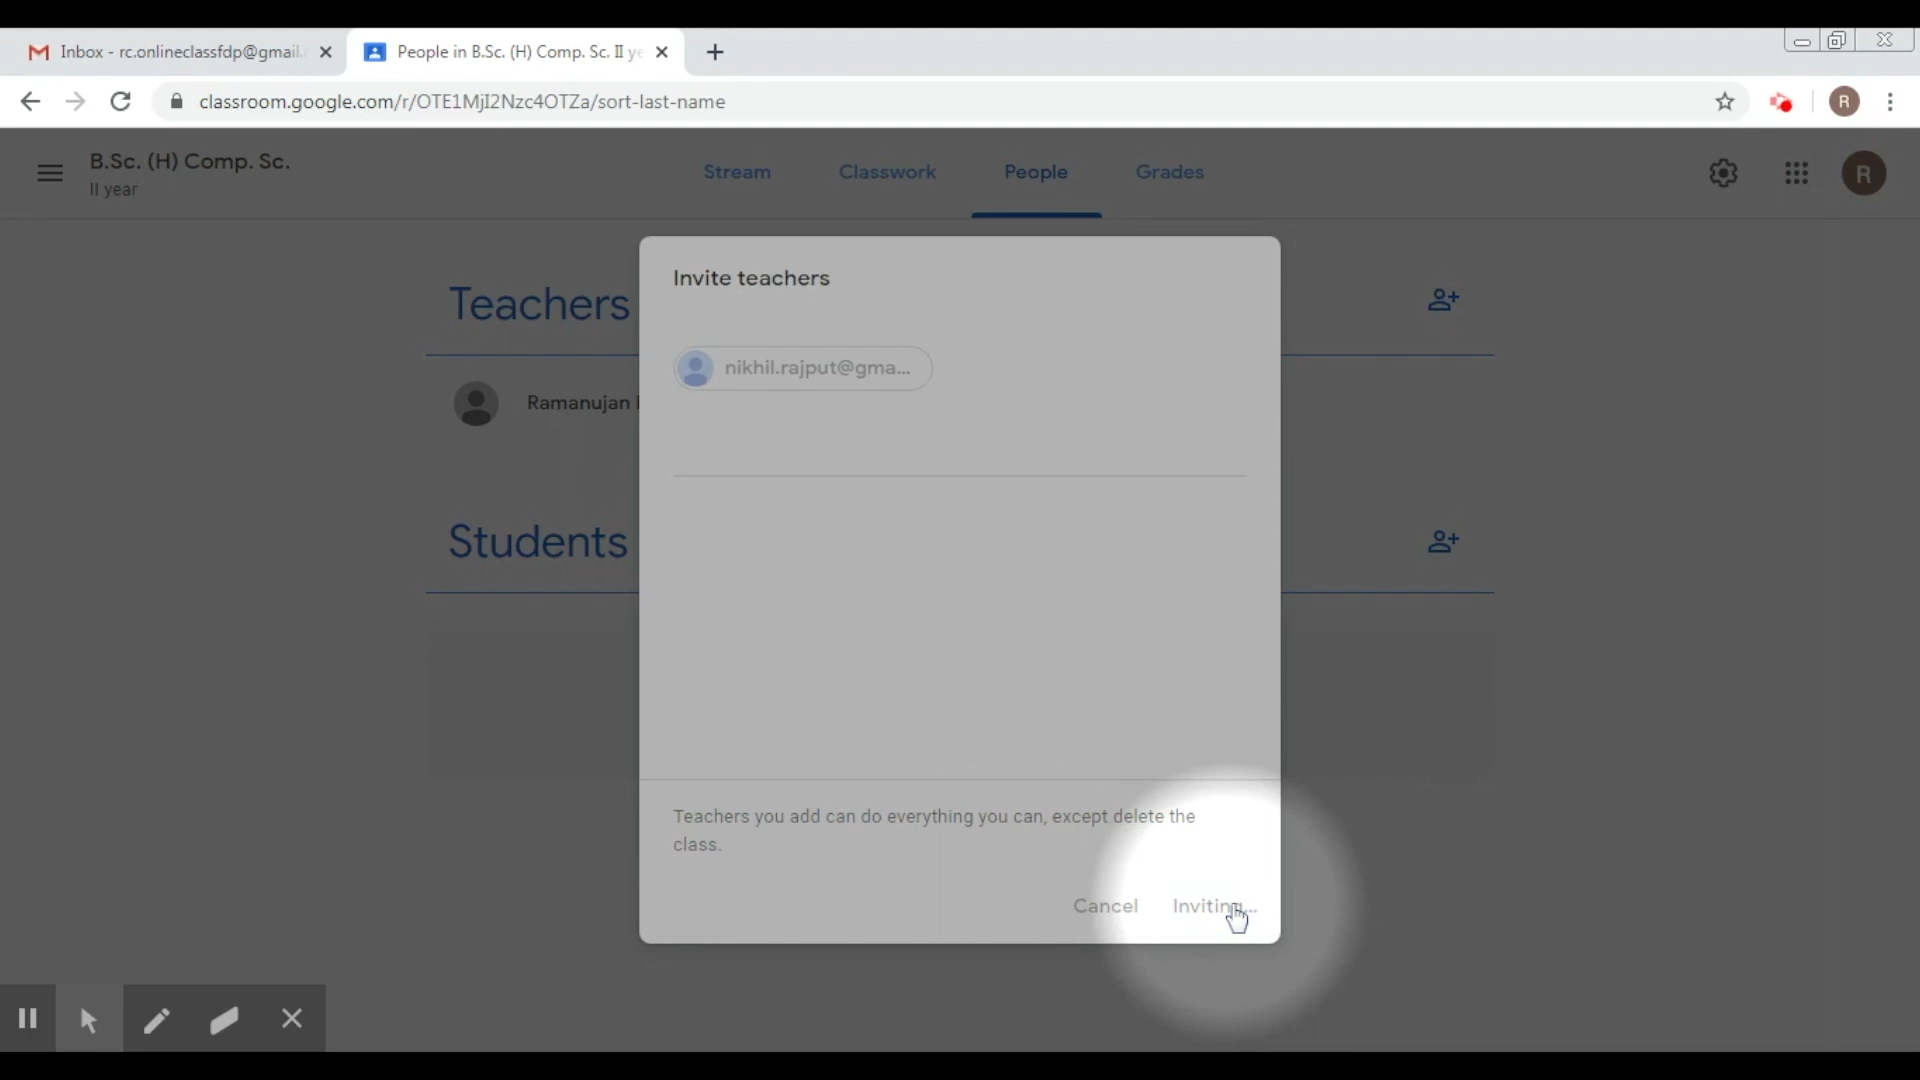 Inbox - rc.onlineclassfdp@gmail.
People in B.Sc. (H) Comp. Sc. II ye
classroom.google.com/r/OTE1MjI2Nzc4OTZa/sort-last-name
R
B.Sc. (H) Comp. Sc.
II year
Stream
Classwork
People
Grades
R
Invite teachers
Teachers
nikhil.rajput@gma...
Ramanujan
Students
Teachers you add can do everything you can, except delete the
class.
Cancel
Inviting...